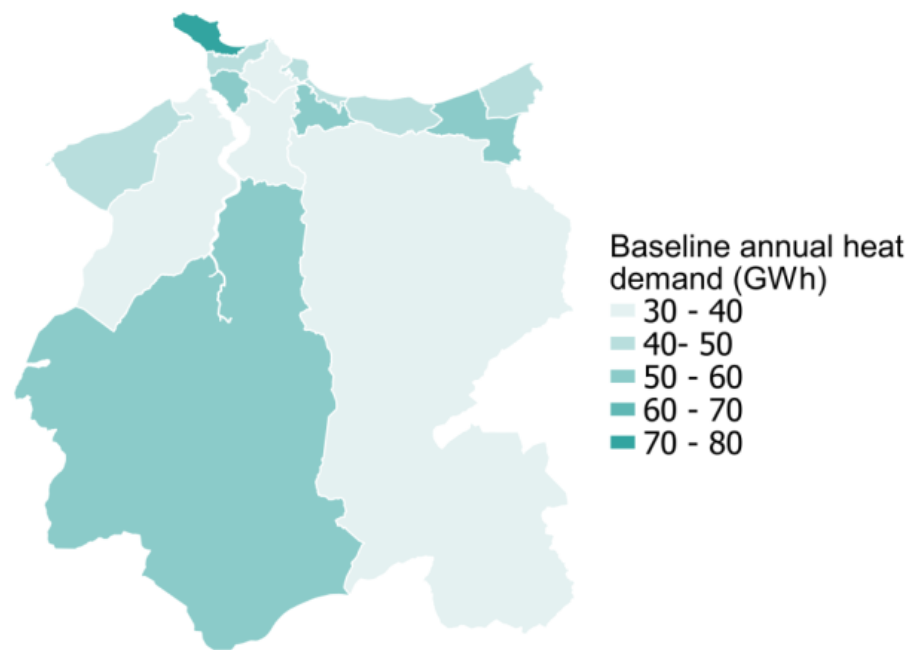 Baseline annual heat
demand (GWh)
30 - 40
40- 50
50 - 60
60 - 70
70 - 80